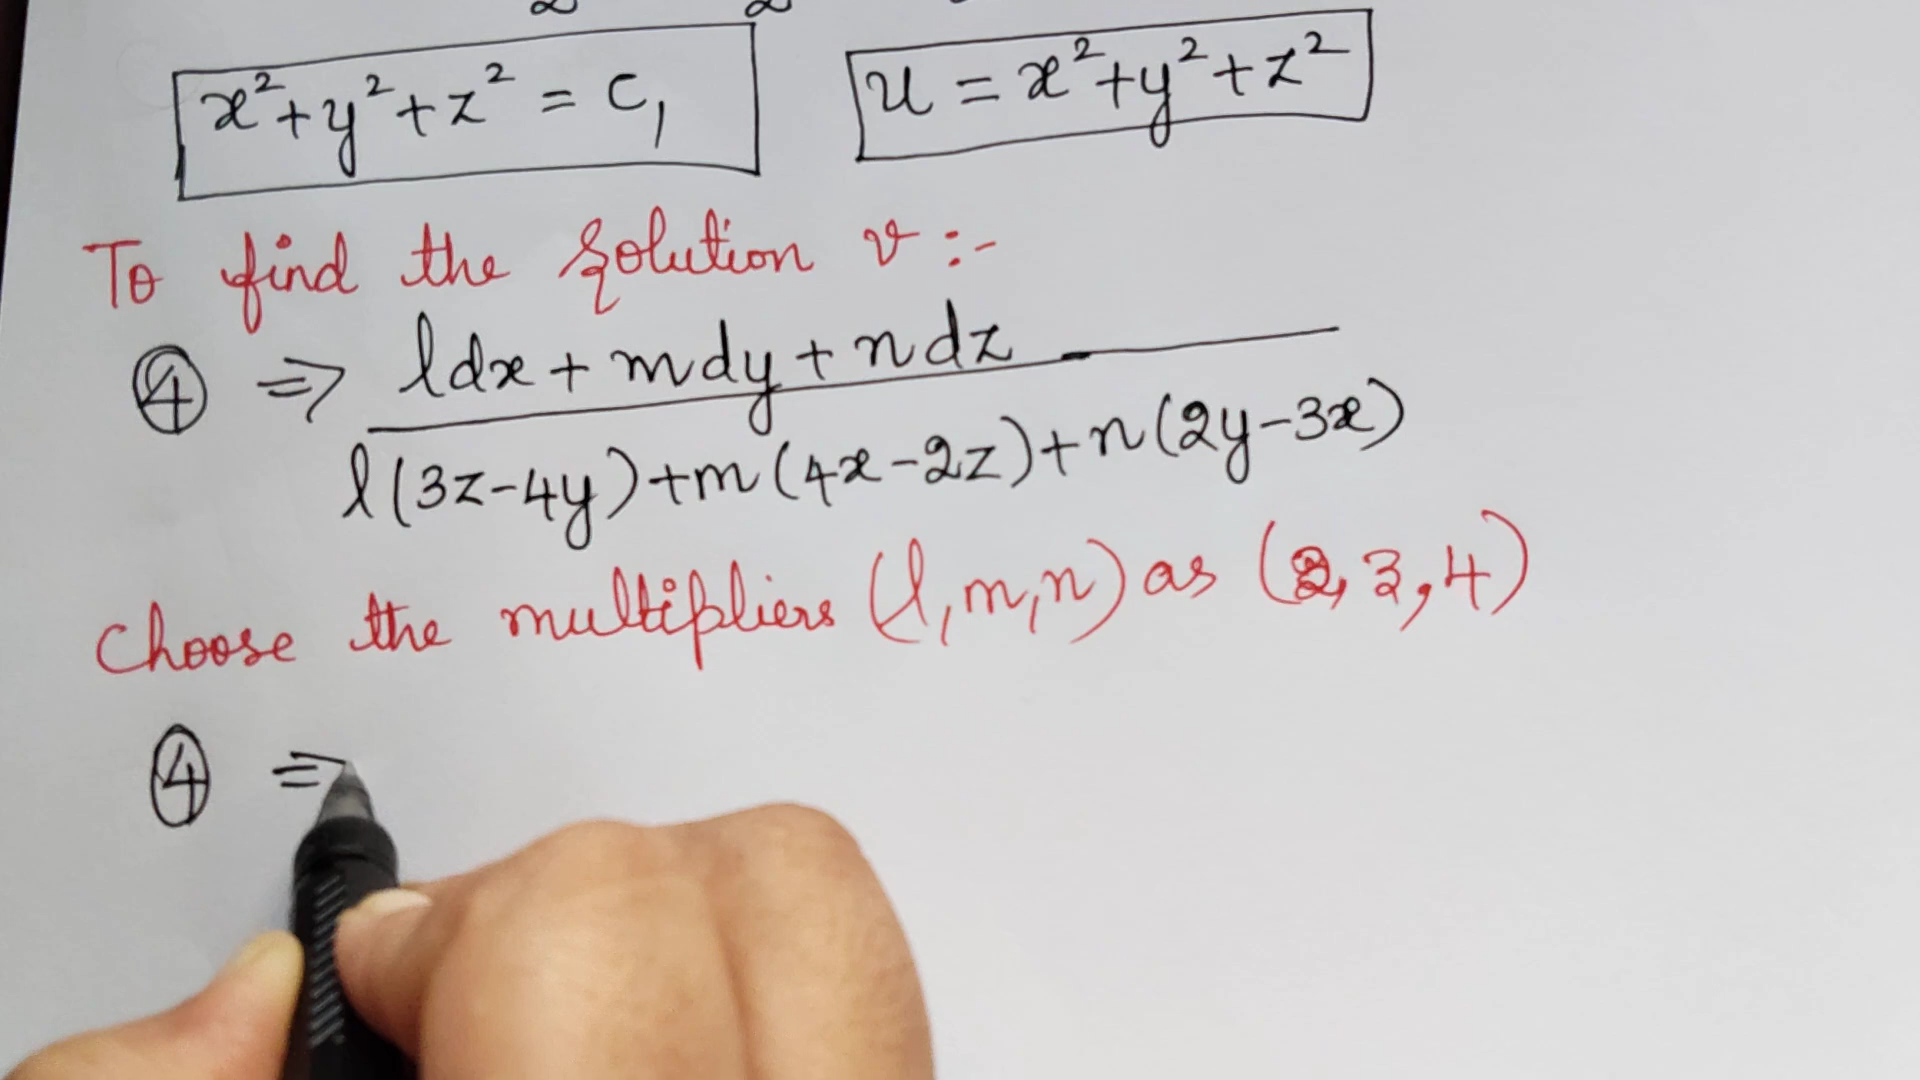 x²+y²+z² = c₁
u = x²+y²+z²
To find the solution v :-
④ ⇒ ldx + mdy + ndz
l(3z-4y)+m(4x-2z)+n(2y-3x)
Choose the multipliers (l,m,n) as (2,3,4)
④ ⇒